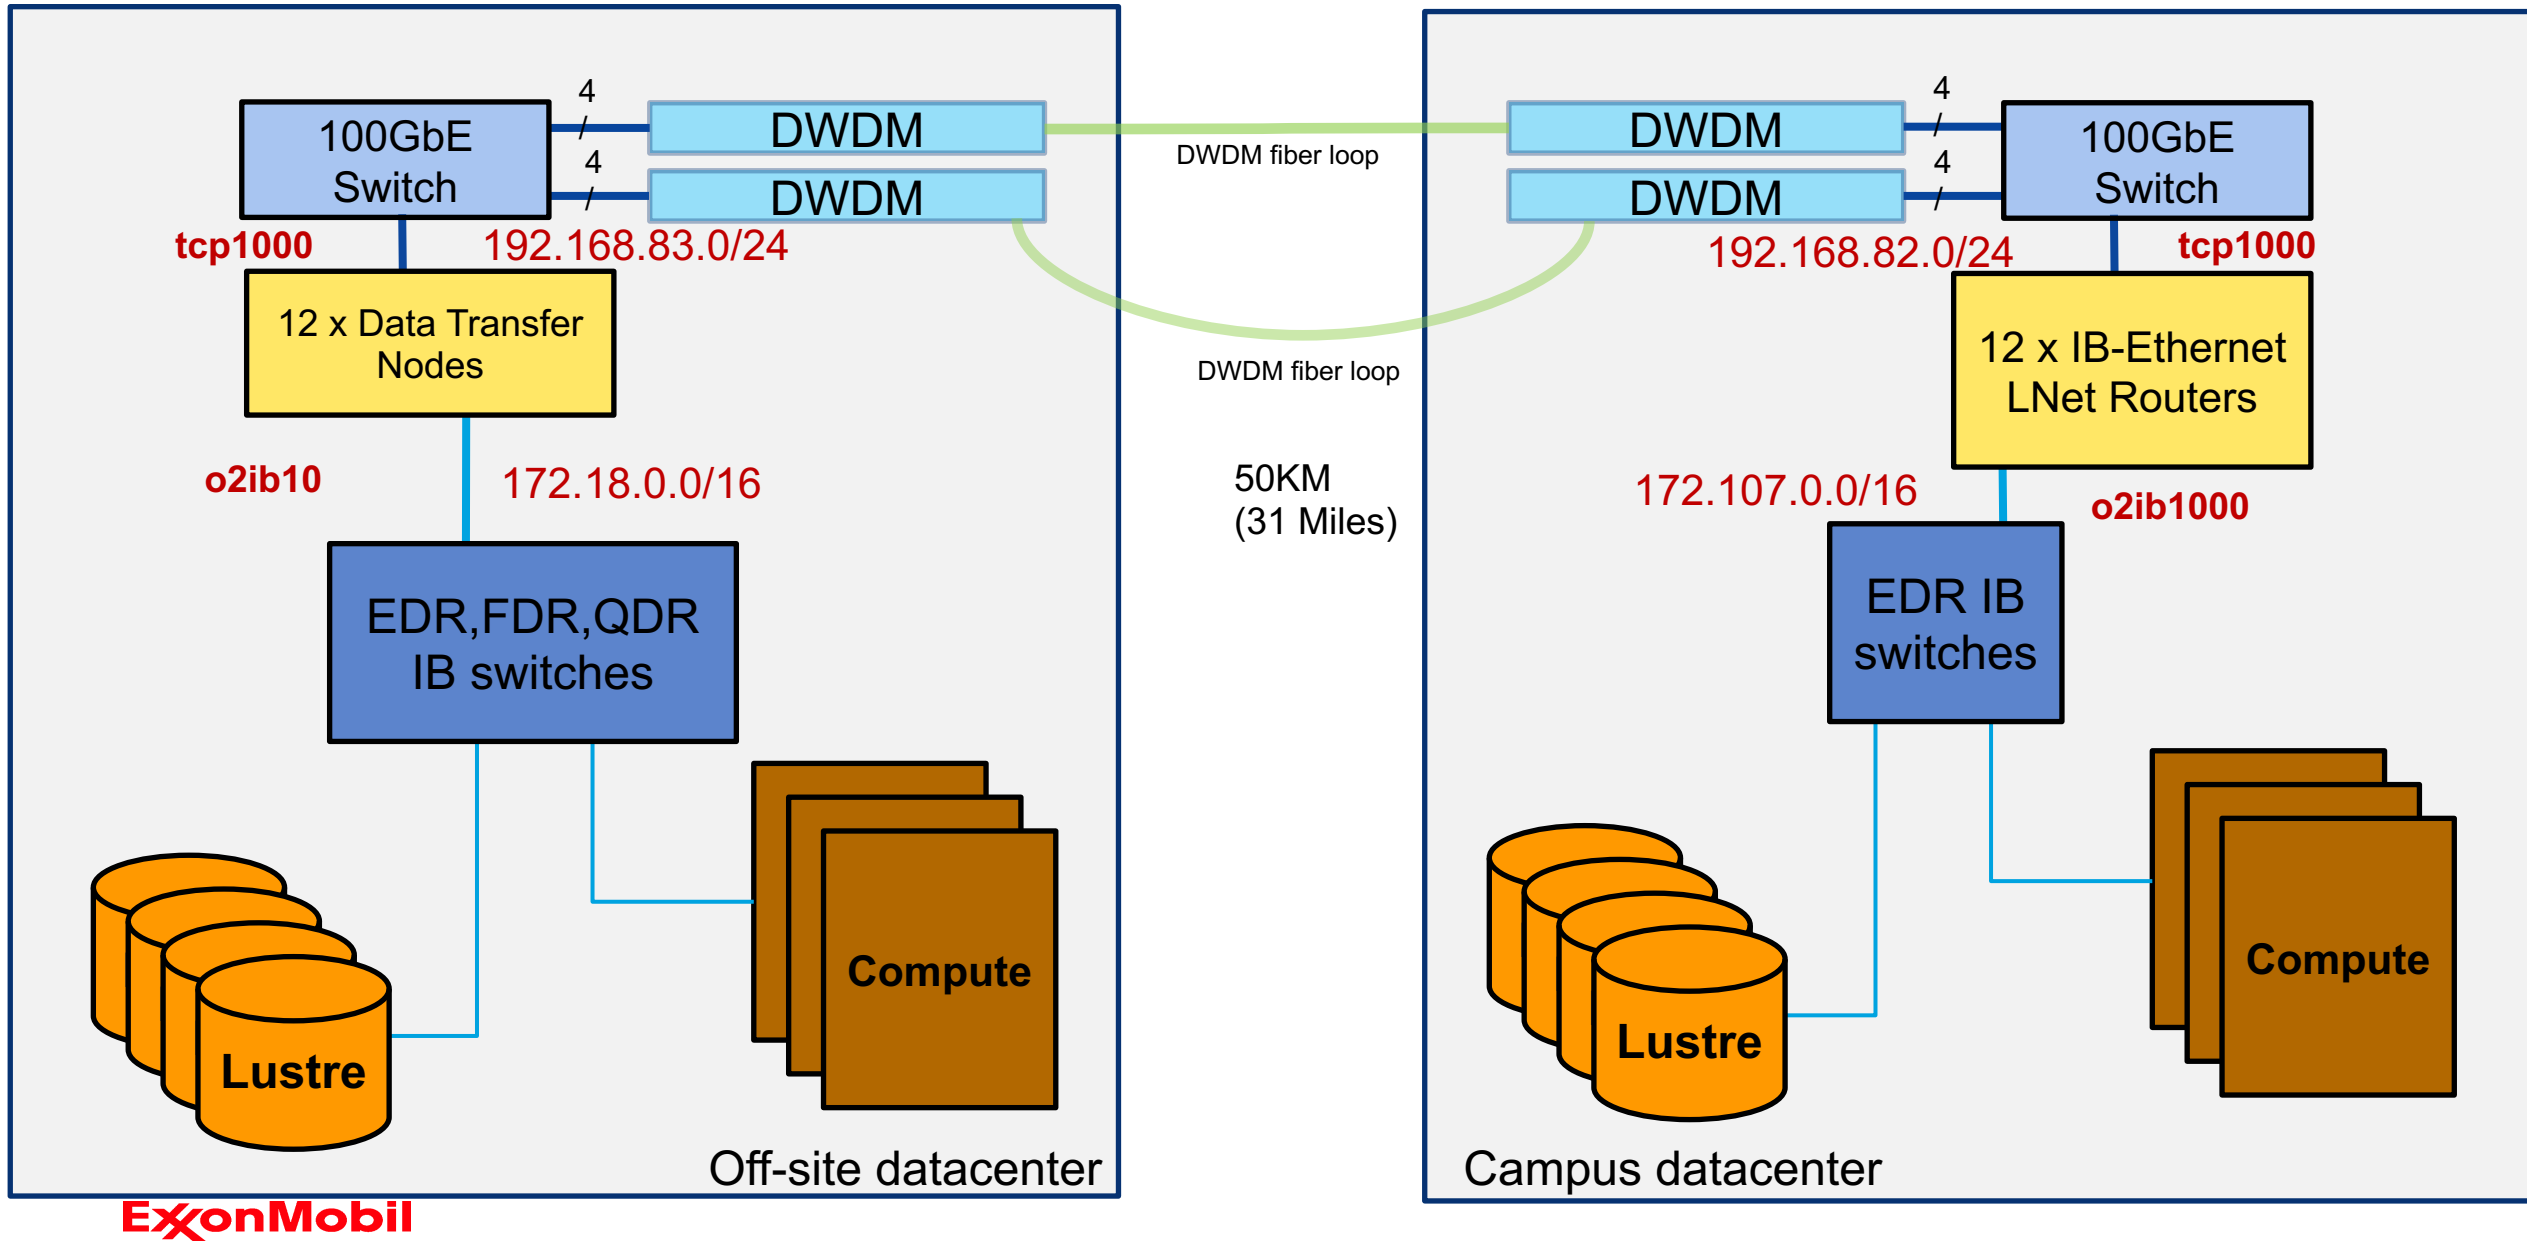 4
100GbE
Switch
DWDM
4
DWDM
tcp1000
192.168.83.0/24
12 x Data Transfer
Nodes
o2ib10
172.18.0.0/16
EDR,FDR,QDR
IB switches
Lustre
Compute
Off-site datacenter
DWDM fiber loop
DWDM fiber loop
50KM
(31 Miles)
DWDM
4
100GbE
Switch
DWDM
4
192.168.82.0/24
tcp1000
12 x IB-Ethernet
LNet Routers
172.107.0.0/16
o2ib1000
EDR IB
switches
Lustre
Compute
Campus datacenter
ExxonMobil